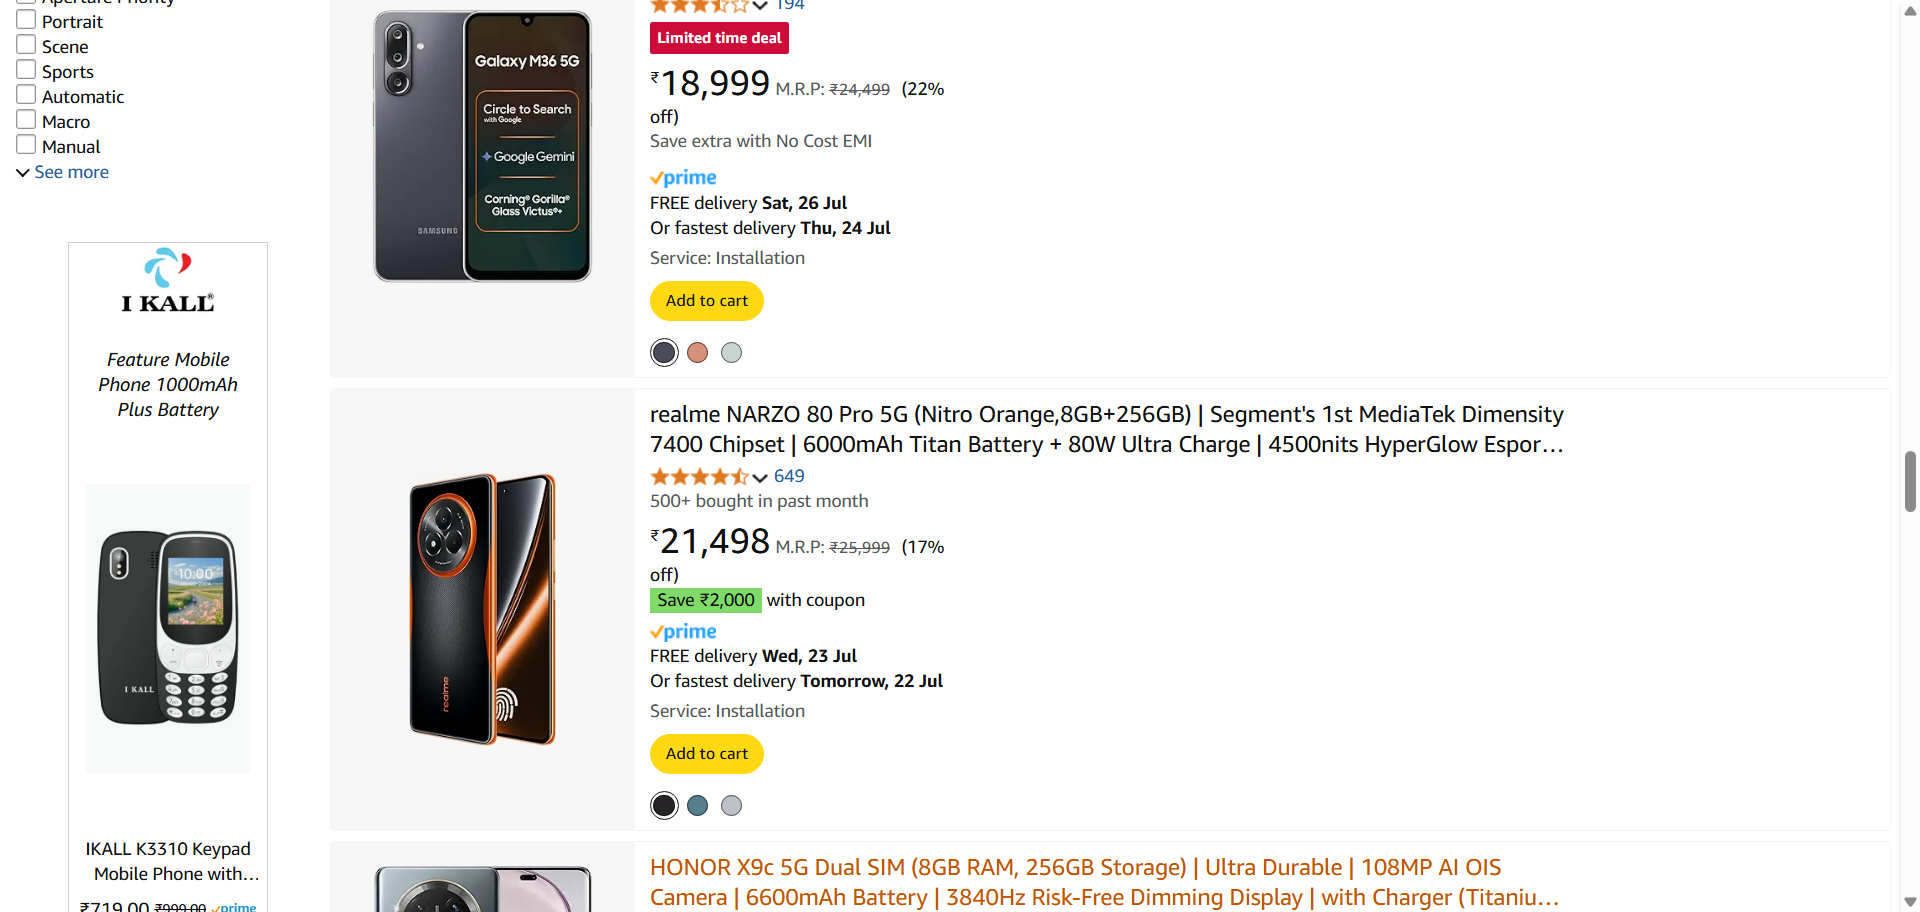 Aperture Priority
Portrait
Scene
Sports
Automatic
Macro
Manual
See more
I KALL®
Feature Mobile
Phone 1000mAh
Plus Battery
10:00
I KALL
IKALL K3310 Keypad
Mobile Phone with…
₹719.00 ₹999.00 prime
Galaxy M36 5G
Circle to Search
with Google
Google Gemini
Corning® Gorilla®
Glass Victus®+
SAMSUNG
194
Limited time deal
₹18,999 M.R.P: ₹24,499 (22%
off)
Save extra with No Cost EMI
prime
FREE delivery Sat, 26 Jul
Or fastest delivery Thu, 24 Jul
Service: Installation
Add to cart
realme
realme NARZO 80 Pro 5G (Nitro Orange,8GB+256GB) | Segment's 1st MediaTek Dimensity
7400 Chipset | 6000mAh Titan Battery + 80W Ultra Charge | 4500nits HyperGlow Espor…
649
500+ bought in past month
₹21,498 M.R.P: ₹25,999 (17%
off)
Save ₹2,000 with coupon
prime
FREE delivery Wed, 23 Jul
Or fastest delivery Tomorrow, 22 Jul
Service: Installation
Add to cart
HONOR X9c 5G Dual SIM (8GB RAM, 256GB Storage) | Ultra Durable | 108MP AI OIS
Camera | 6600mAh Battery | 3840Hz Risk-Free Dimming Display | with Charger (Titaniu…